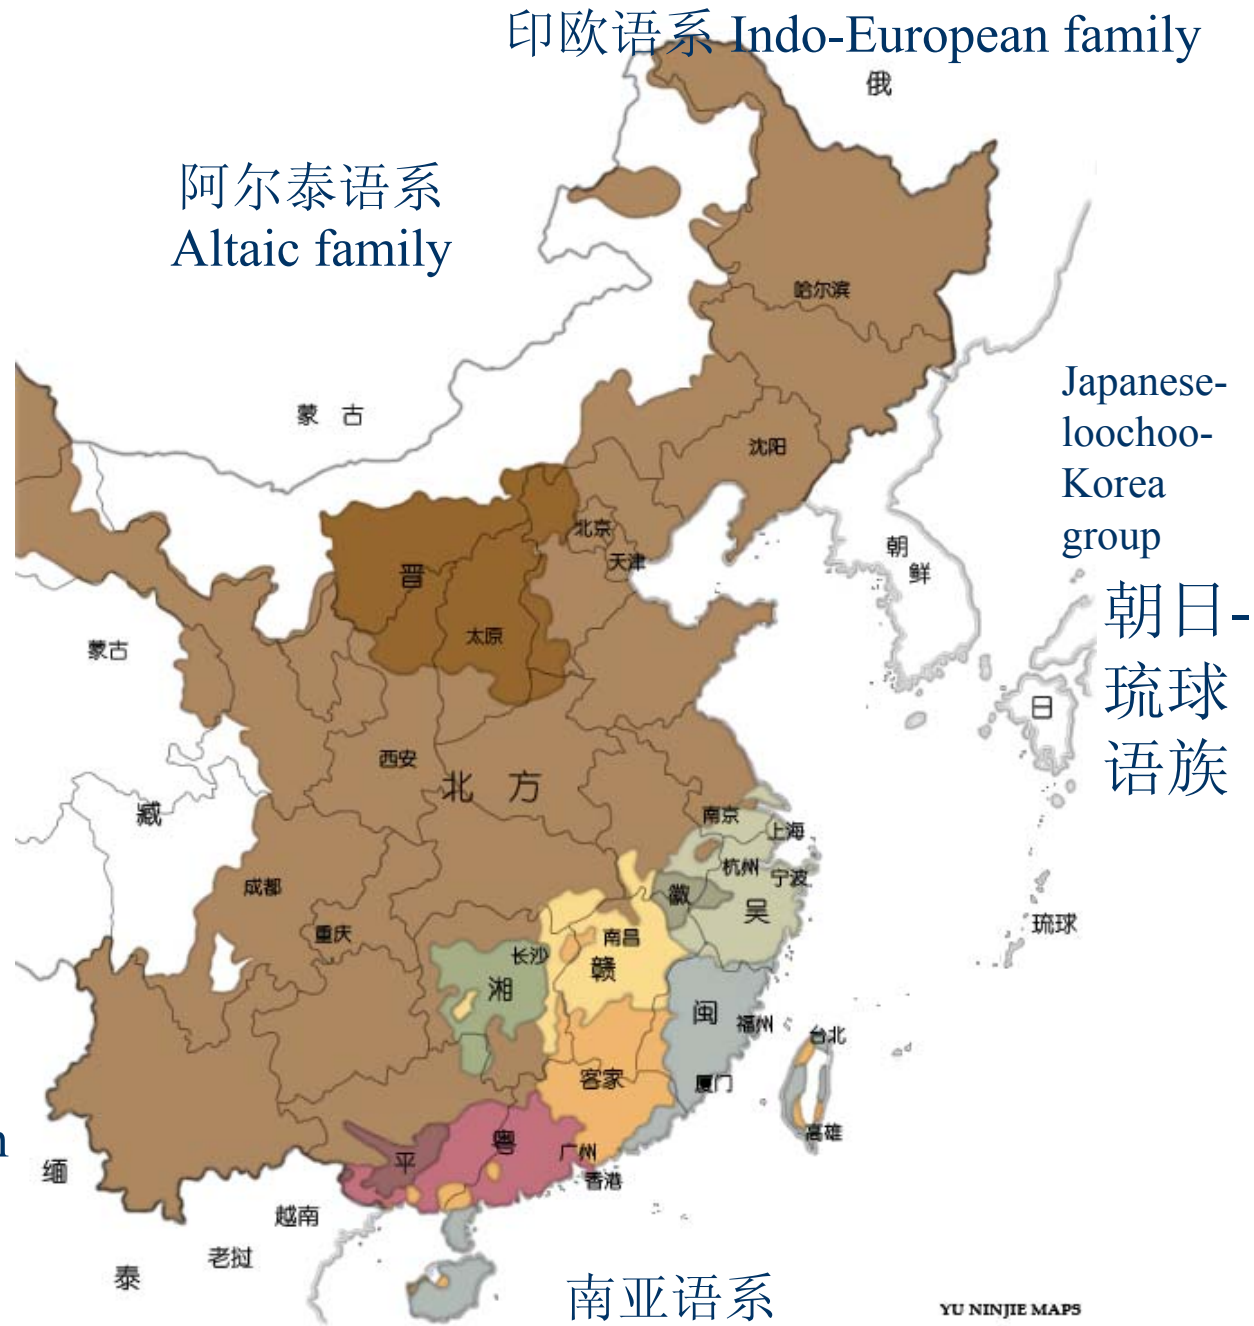 印欧语系 Indo-European family
俄
阿尔泰语系
Altaic family
哈尔滨
Japanese-
loochoo-
Korea
group
蒙 古
沈阳
北京
天津
朝
鲜
晋
太原
朝日-
琉球
语族
蒙古
日
西安
北 方
臧
南京
上海
成都
杭州
宁波
徽
吴
琉球
重庆
南昌
长沙
赣
湘
闽
福州
台北
客家
厦门
高雄
粤
广州
平
香港
缅
越南
老挝
泰
南亚语系
YU NINJIE MAPS